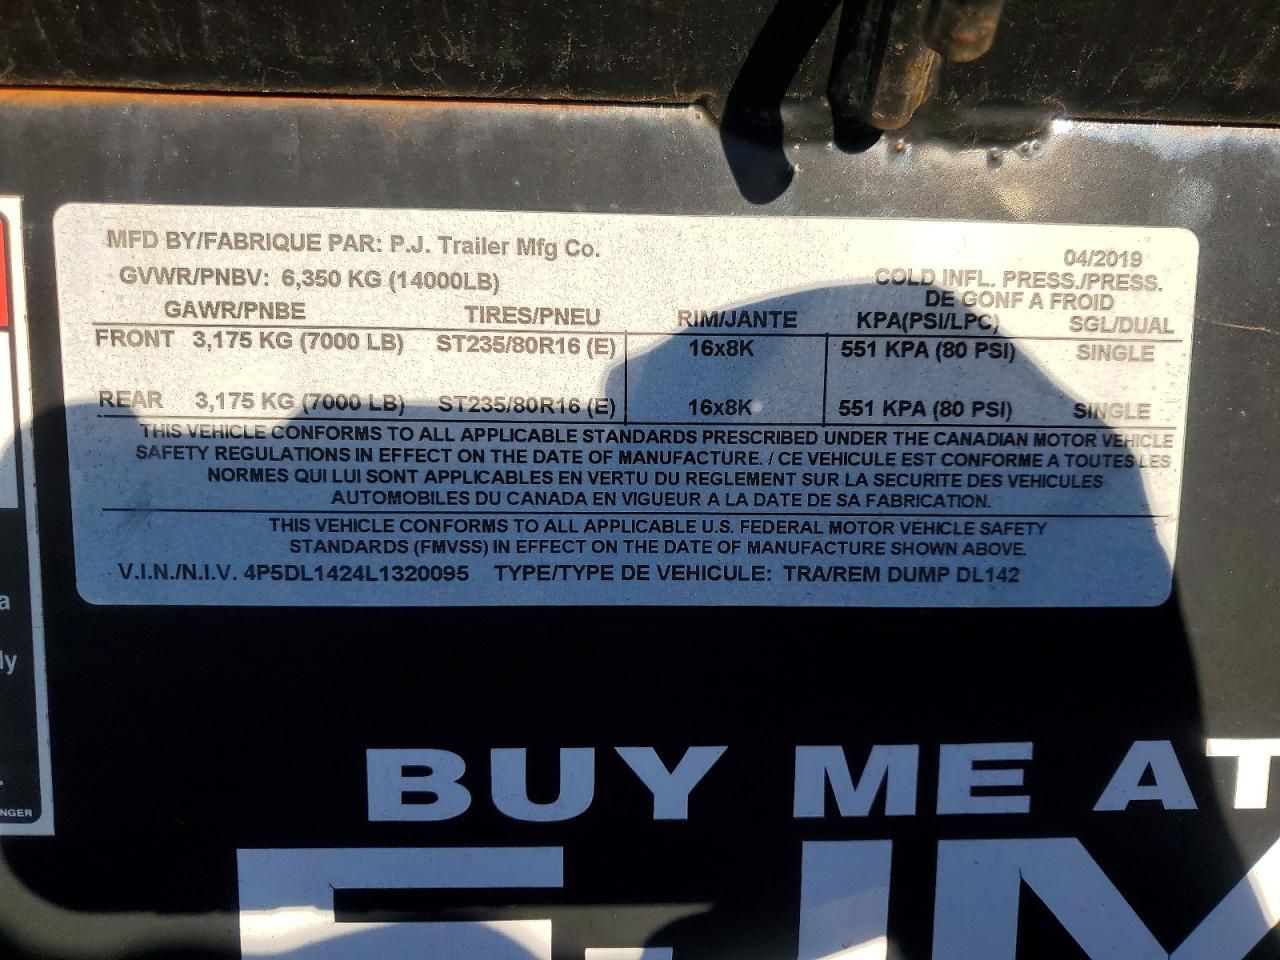 MFD BY/FABRIQUE PAR: P.J. Trailer Mfg Co.
04/2019
GVWR/PNBV: 6,350 KG (14000LB)
COLD INFL. PRESS./PRESS.
DE GONF A FROID
GAWR/PNBE TIRES/PNEU RIM/JANTE KPA(PSI/LPC) SGL/DUAL
FRONT 3,175 KG (7000 LB) ST235/80R16 (E) 16x8K 551 KPA (80 PSI) SINGLE
REAR 3,175 KG (7000 LB) ST235/80R16 (E) 16x8K 551 KPA (80 PSI) SINGLE
THIS VEHICLE CONFORMS TO ALL APPLICABLE STANDARDS PRESCRIBED UNDER THE CANADIAN MOTOR VEHICLE
SAFETY REGULATIONS IN EFFECT ON THE DATE OF MANUFACTURE. / CE VEHICULE EST CONFORME A TOUTES LES
NORMES QUI LUI SONT APPLICABLES EN VERTU DU REGLEMENT SUR LA SECURITE DES VEHICULES
AUTOMOBILES DU CANADA EN VIGUEUR A LA DATE DE SA FABRICATION.
THIS VEHICLE CONFORMS TO ALL APPLICABLE U.S. FEDERAL MOTOR VEHICLE SAFETY
STANDARDS (FMVSS) IN EFFECT ON THE DATE OF MANUFACTURE SHOWN ABOVE.
V.I.N./N.I.V. 4P5DL1424L1320095 TYPE/TYPE DE VEHICULE: TRA/REM DUMP DL142
BUY ME AT